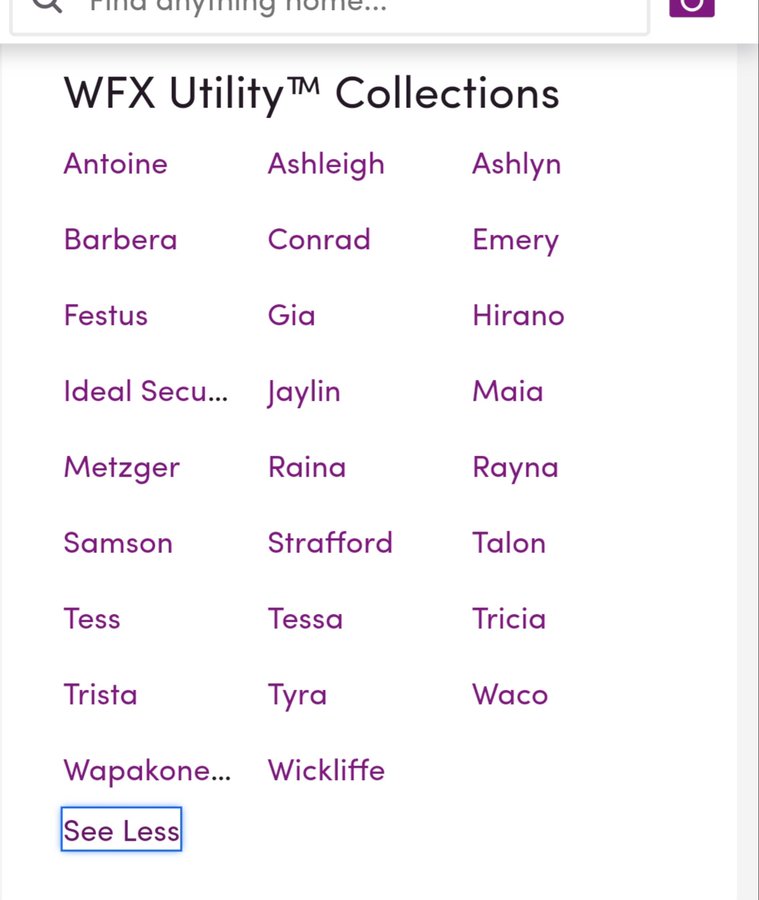 Find anything home...
WFX Utility™ Collections
Antoine Ashleigh Ashlyn
Barbera Conrad Emery
Festus Gia Hirano
Ideal Secu... Jaylin Maia
Metzger Raina Rayna
Samson Strafford Talon
Tess Tessa Tricia
Trista Tyra Waco
Wapakone... Wickliffe
See Less